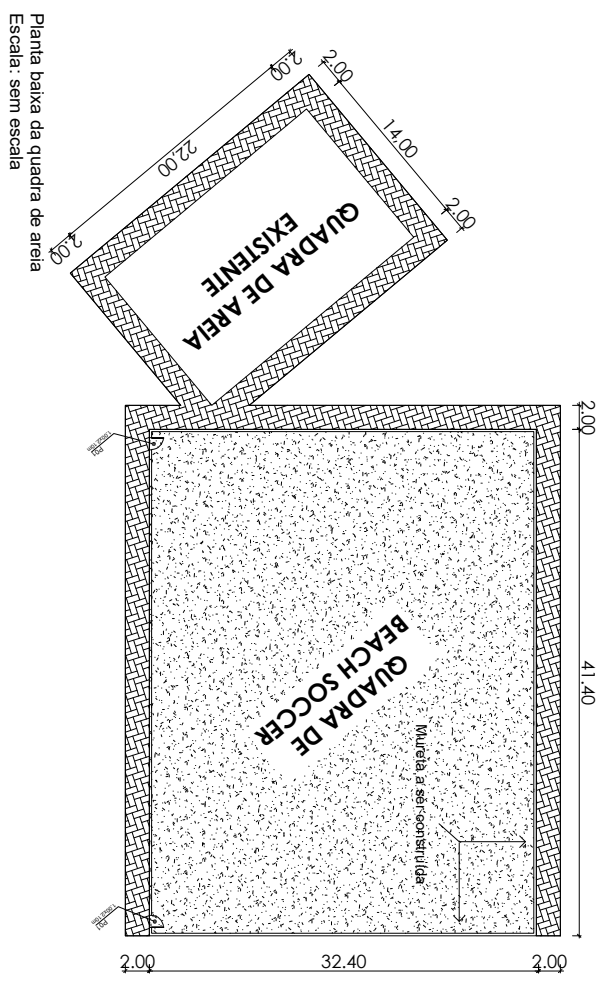 2.00
14.00
2.00
2.00
22.00
2.00
QUADRA DE AREIA
EXISTENTE
2.00
41.40
QUADRA DE
BEACH SOCCER
Mureta a ser construída
2.00
32.40
2.00
Planta baixa da quadra de areia
Escala: sem escala